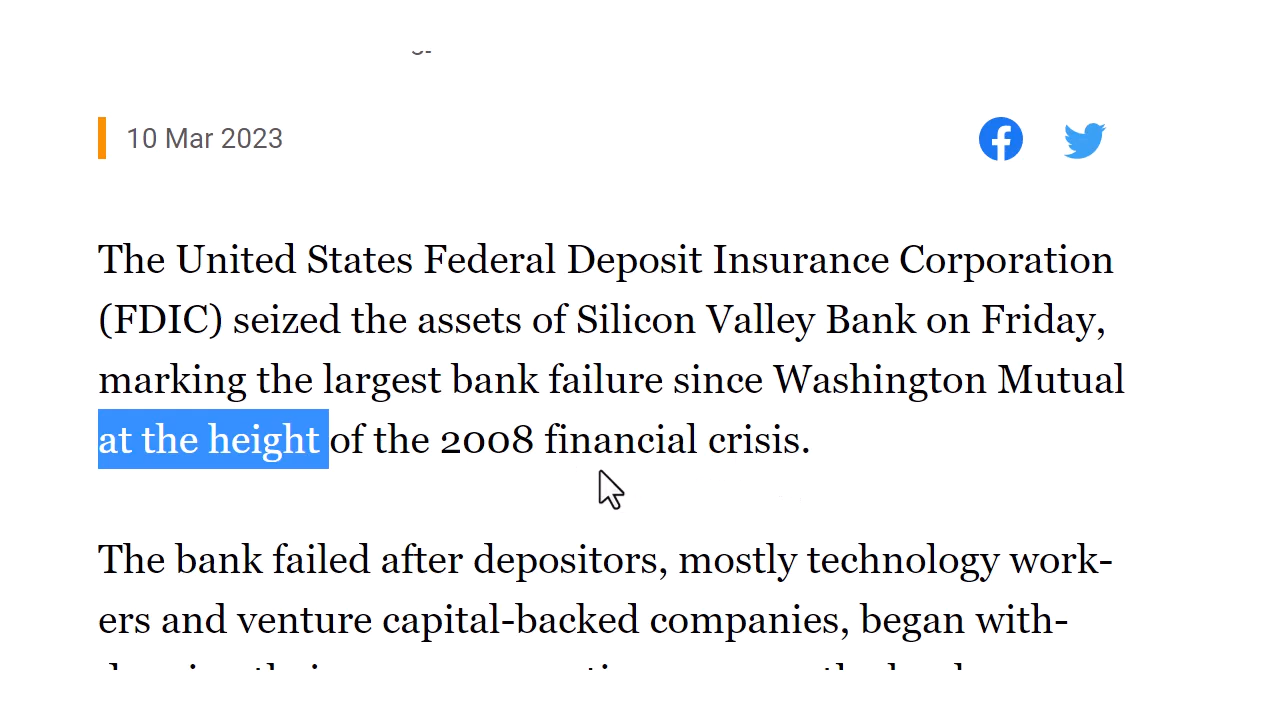 10 Mar 2023
The United States Federal Deposit Insurance Corporation
(FDIC) seized the assets of Silicon Valley Bank on Friday,
marking the largest bank failure since Washington Mutual
at the height of the 2008 financial crisis.
The bank failed after depositors, mostly technology work-
ers and venture capital-backed companies, began with-